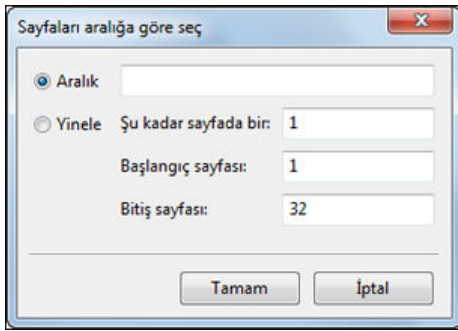 Sayfaları aralığa göre seç
Aralık
Yinele Şu kadar sayfada bir: 1
Başlangıç sayfası: 1
Bitiş sayfası: 32
Tamam İptal